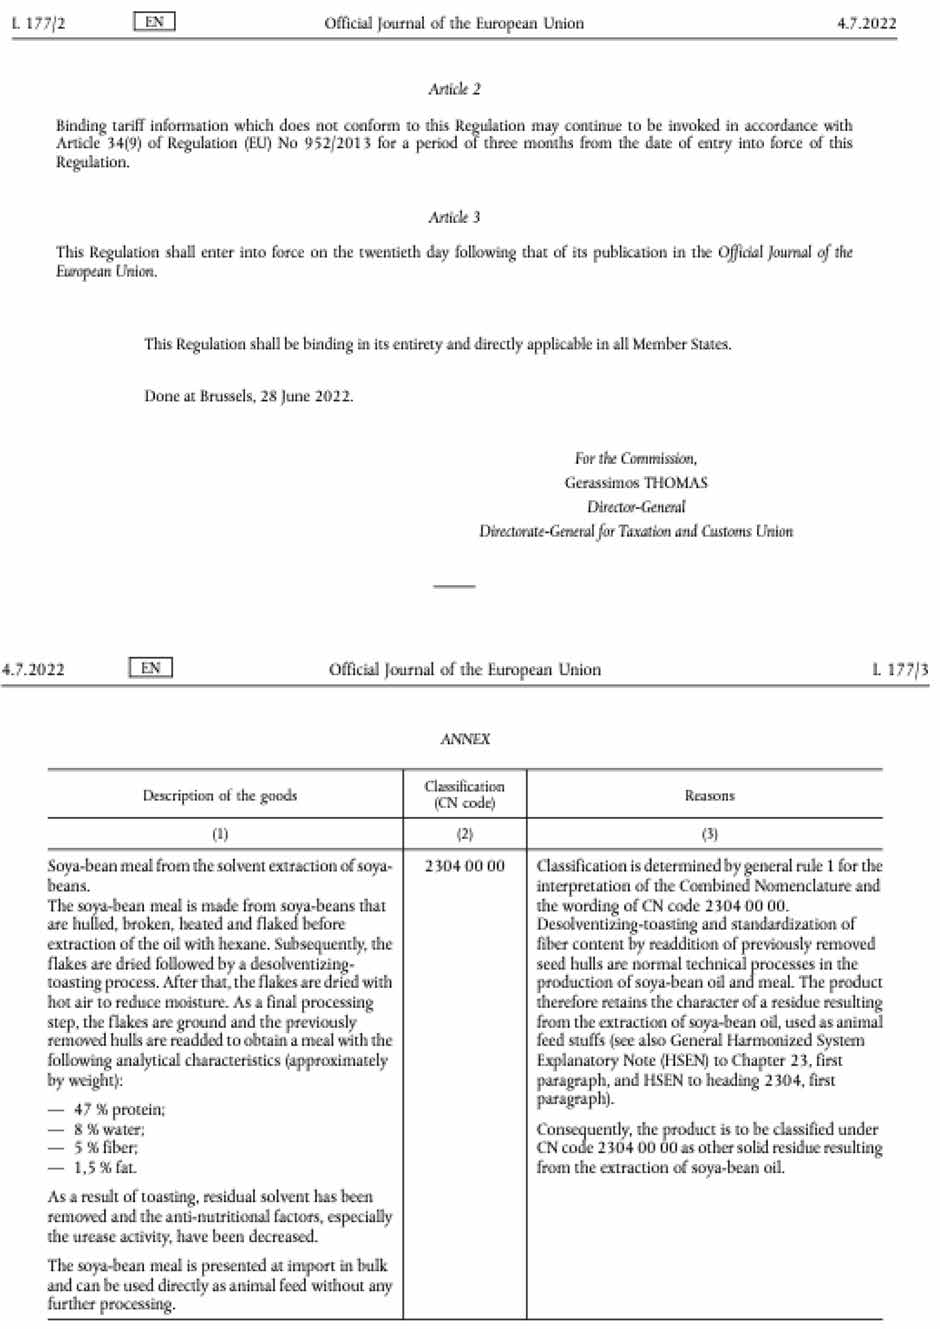 L 177/2 EN Official Journal of the European Union 4.7.2022
Article 2
Binding tariff information which does not conform to this Regulation may continue to be invoked in accordance with
Article 34(9) of Regulation (EU) No 952/2013 for a period of three months from the date of entry into force of this
Regulation.
Article 3
This Regulation shall enter into force on the twentieth day following that of its publication in the Official Journal of the
European Union.
This Regulation shall be binding in its entirety and directly applicable in all Member States.
Done at Brussels, 28 June 2022.
For the Commission,
Gerassimos THOMAS
Director-General
Directorate-General for Taxation and Customs Union
4.7.2022 EN Official Journal of the European Union L 177/3
ANNEX
Description of the goods
Classification
(CN code)
Reasons
(1)
(2)
(3)
Soya-bean meal from the solvent extraction of soya-
beans.
The soya-bean meal is made from soya-beans that
are hulled, broken, heated and flaked before
extraction of the oil with hexane. Subsequently, the
flakes are dried followed by a desolventizing-
toasting process. After that, the flakes are dried with
hot air to reduce moisture. As a final processing
step, the flakes are ground and the previously
removed hulls are readded to obtain a meal with the
following analytical characteristics (approximately
by weight):
— 47 % protein;
— 8 % water;
— 5 % fiber;
— 1,5 % fat.
As a result of toasting, residual solvent has been
removed and the anti-nutritional factors, especially
the urease activity, have been decreased.
The soya-bean meal is presented at import in bulk
and can be used directly as animal feed without any
further processing.
2304 00 00
Classification is determined by general rule 1 for the
interpretation of the Combined Nomenclature and
the wording of CN code 2304 00 00.
Desolventizing-toasting and standardization of
fiber content by readdition of previously removed
seed hulls are normal technical processes in the
production of soya-bean oil and meal. The product
therefore retains the character of a residue resulting
from the extraction of soya-bean oil, used as animal
feed stuffs (see also General Harmonized System
Explanatory Note (HSEN) to Chapter 23, first
paragraph, and HSEN to heading 2304, first
paragraph).
Consequently, the product is to be classified under
CN code 2304 00 00 as other solid residue resulting
from the extraction of soya-bean oil.